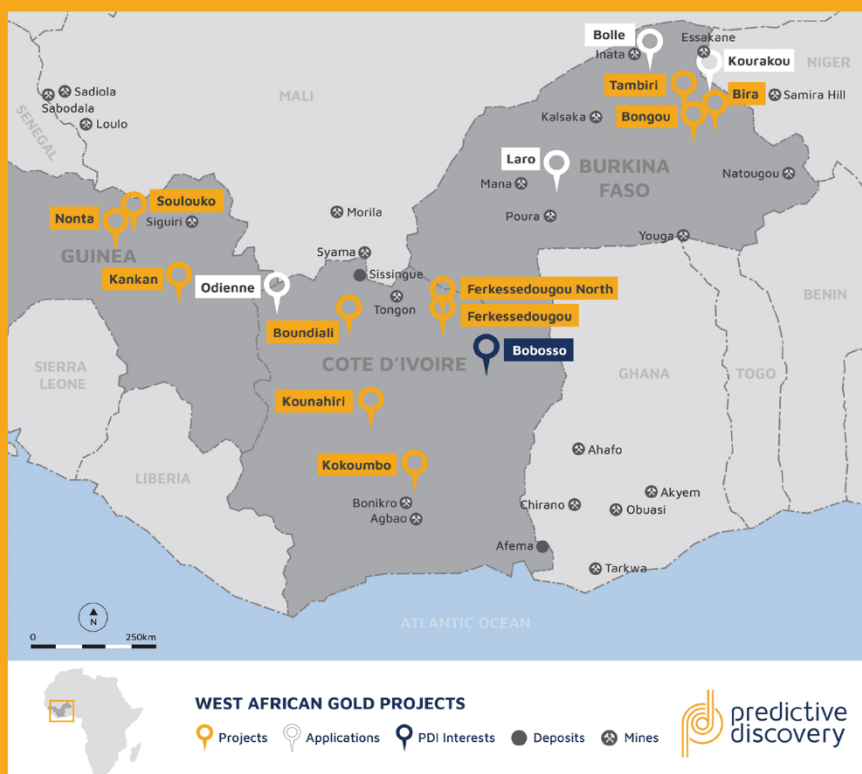 Bolle
Essakane
Inata
Kourakou
NIGER
Tambiri
Bira
Samira Hill
Sadiola
Sabodala
MALI
Kalsaka
Bongou
Loulo
SENEGAL
Laro
BURKINA
FASO
Natougou
Mana
Soulouko
Morila
Poura
Nonta
Siguiri
Youga
GUINEA
Syama
Kankan
Sissingue
Odienne
Ferkessedougou North
BENIN
Tongon
Ferkessedougou
Boundiali
Bobosso
COTE D'IVOIRE
SIERRA
LEONE
GHANA
TOGO
Kounahiri
Ahafo
Kokoumbo
LIBERIA
Akyem
Bonikro
Chirano
Obuasi
Agbao
Afema
Tarkwa
N
ATLANTIC OCEAN
0 250km
WEST AFRICAN GOLD PROJECTS
Projects Applications PDI Interests Deposits Mines
predictive
discovery